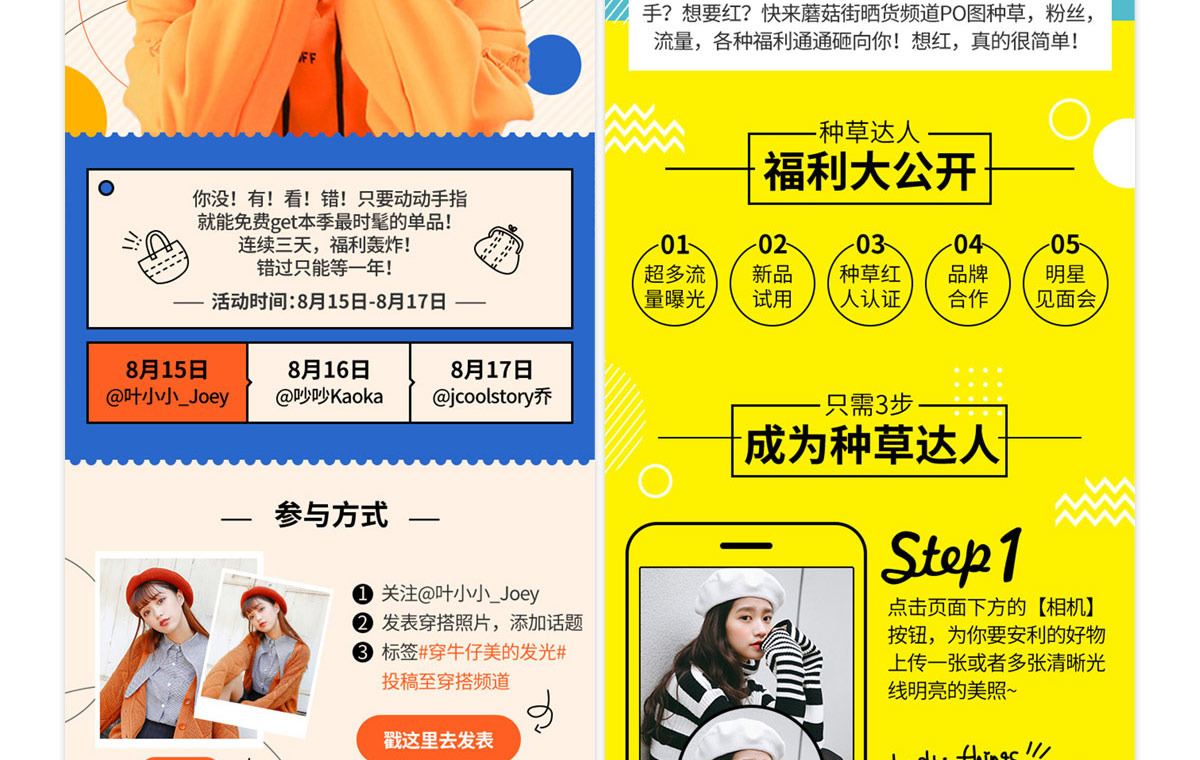 FF
你没！有！看！错！只要动动手指
就能免费get本季最时髦的单品！
连续三天，福利轰炸！
错过只能等一年！
活动时间：8月15日-8月17日
8月15日
@叶小小_Joey
8月16日
@吵吵Kaoka
8月17日
@jcoolstory乔
参与方式
1 关注@叶小小_Joey
2 发表穿搭照片，添加话题
3 标签#穿牛仔美的发光#
投稿至穿搭频道
戳这里去发表
手？想要红？快来蘑菇街晒货频道PO图种草，粉丝，
流量，各种福利通通砸向你！想红，真的很简单！
种草达人
福利大公开
01
超多流
量曝光
02
新品
试用
03
种草红
人认证
04
品牌
合作
05
明星
见面会
只需3步
成为种草达人
Step1
点击页面下方的【相机】
按钮，为你要安利的好物
上传一张或者多张清晰光
线明亮的美照~
things